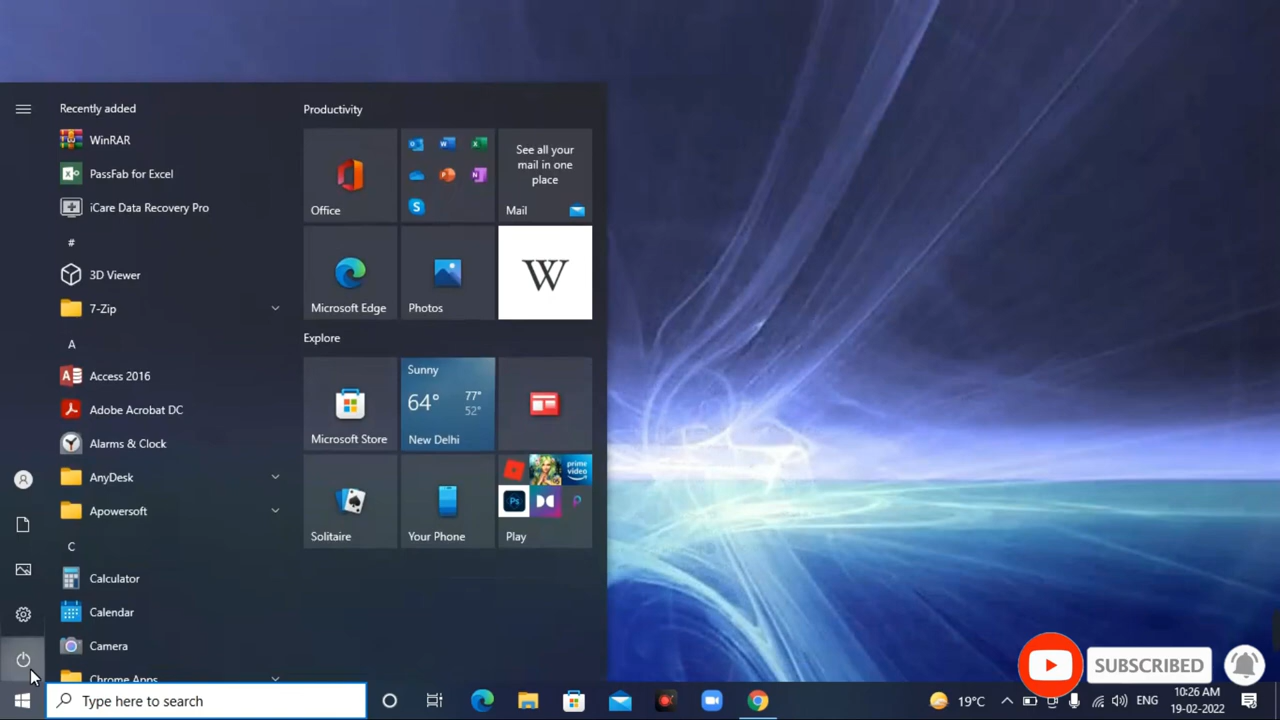 Recently added
WinRAR
PassFab for Excel
iCare Data Recovery Pro
#
3D Viewer
7-Zip
A
Access 2016
Adobe Acrobat DC
Alarms & Clock
AnyDesk
Apowersoft
C
Calculator
Calendar
Camera
Chrome Apps
Productivity
Office
See all your
mail in one
place
Mail
Microsoft Edge
Photos
W
Explore
Microsoft Store
Sunny
64°
77°
52°
New Delhi
Solitaire
Your Phone
prime
video
Ps
Play
SUBSCRIBED
Type here to search
19°C
ENG
10:26 AM
19-02-2022